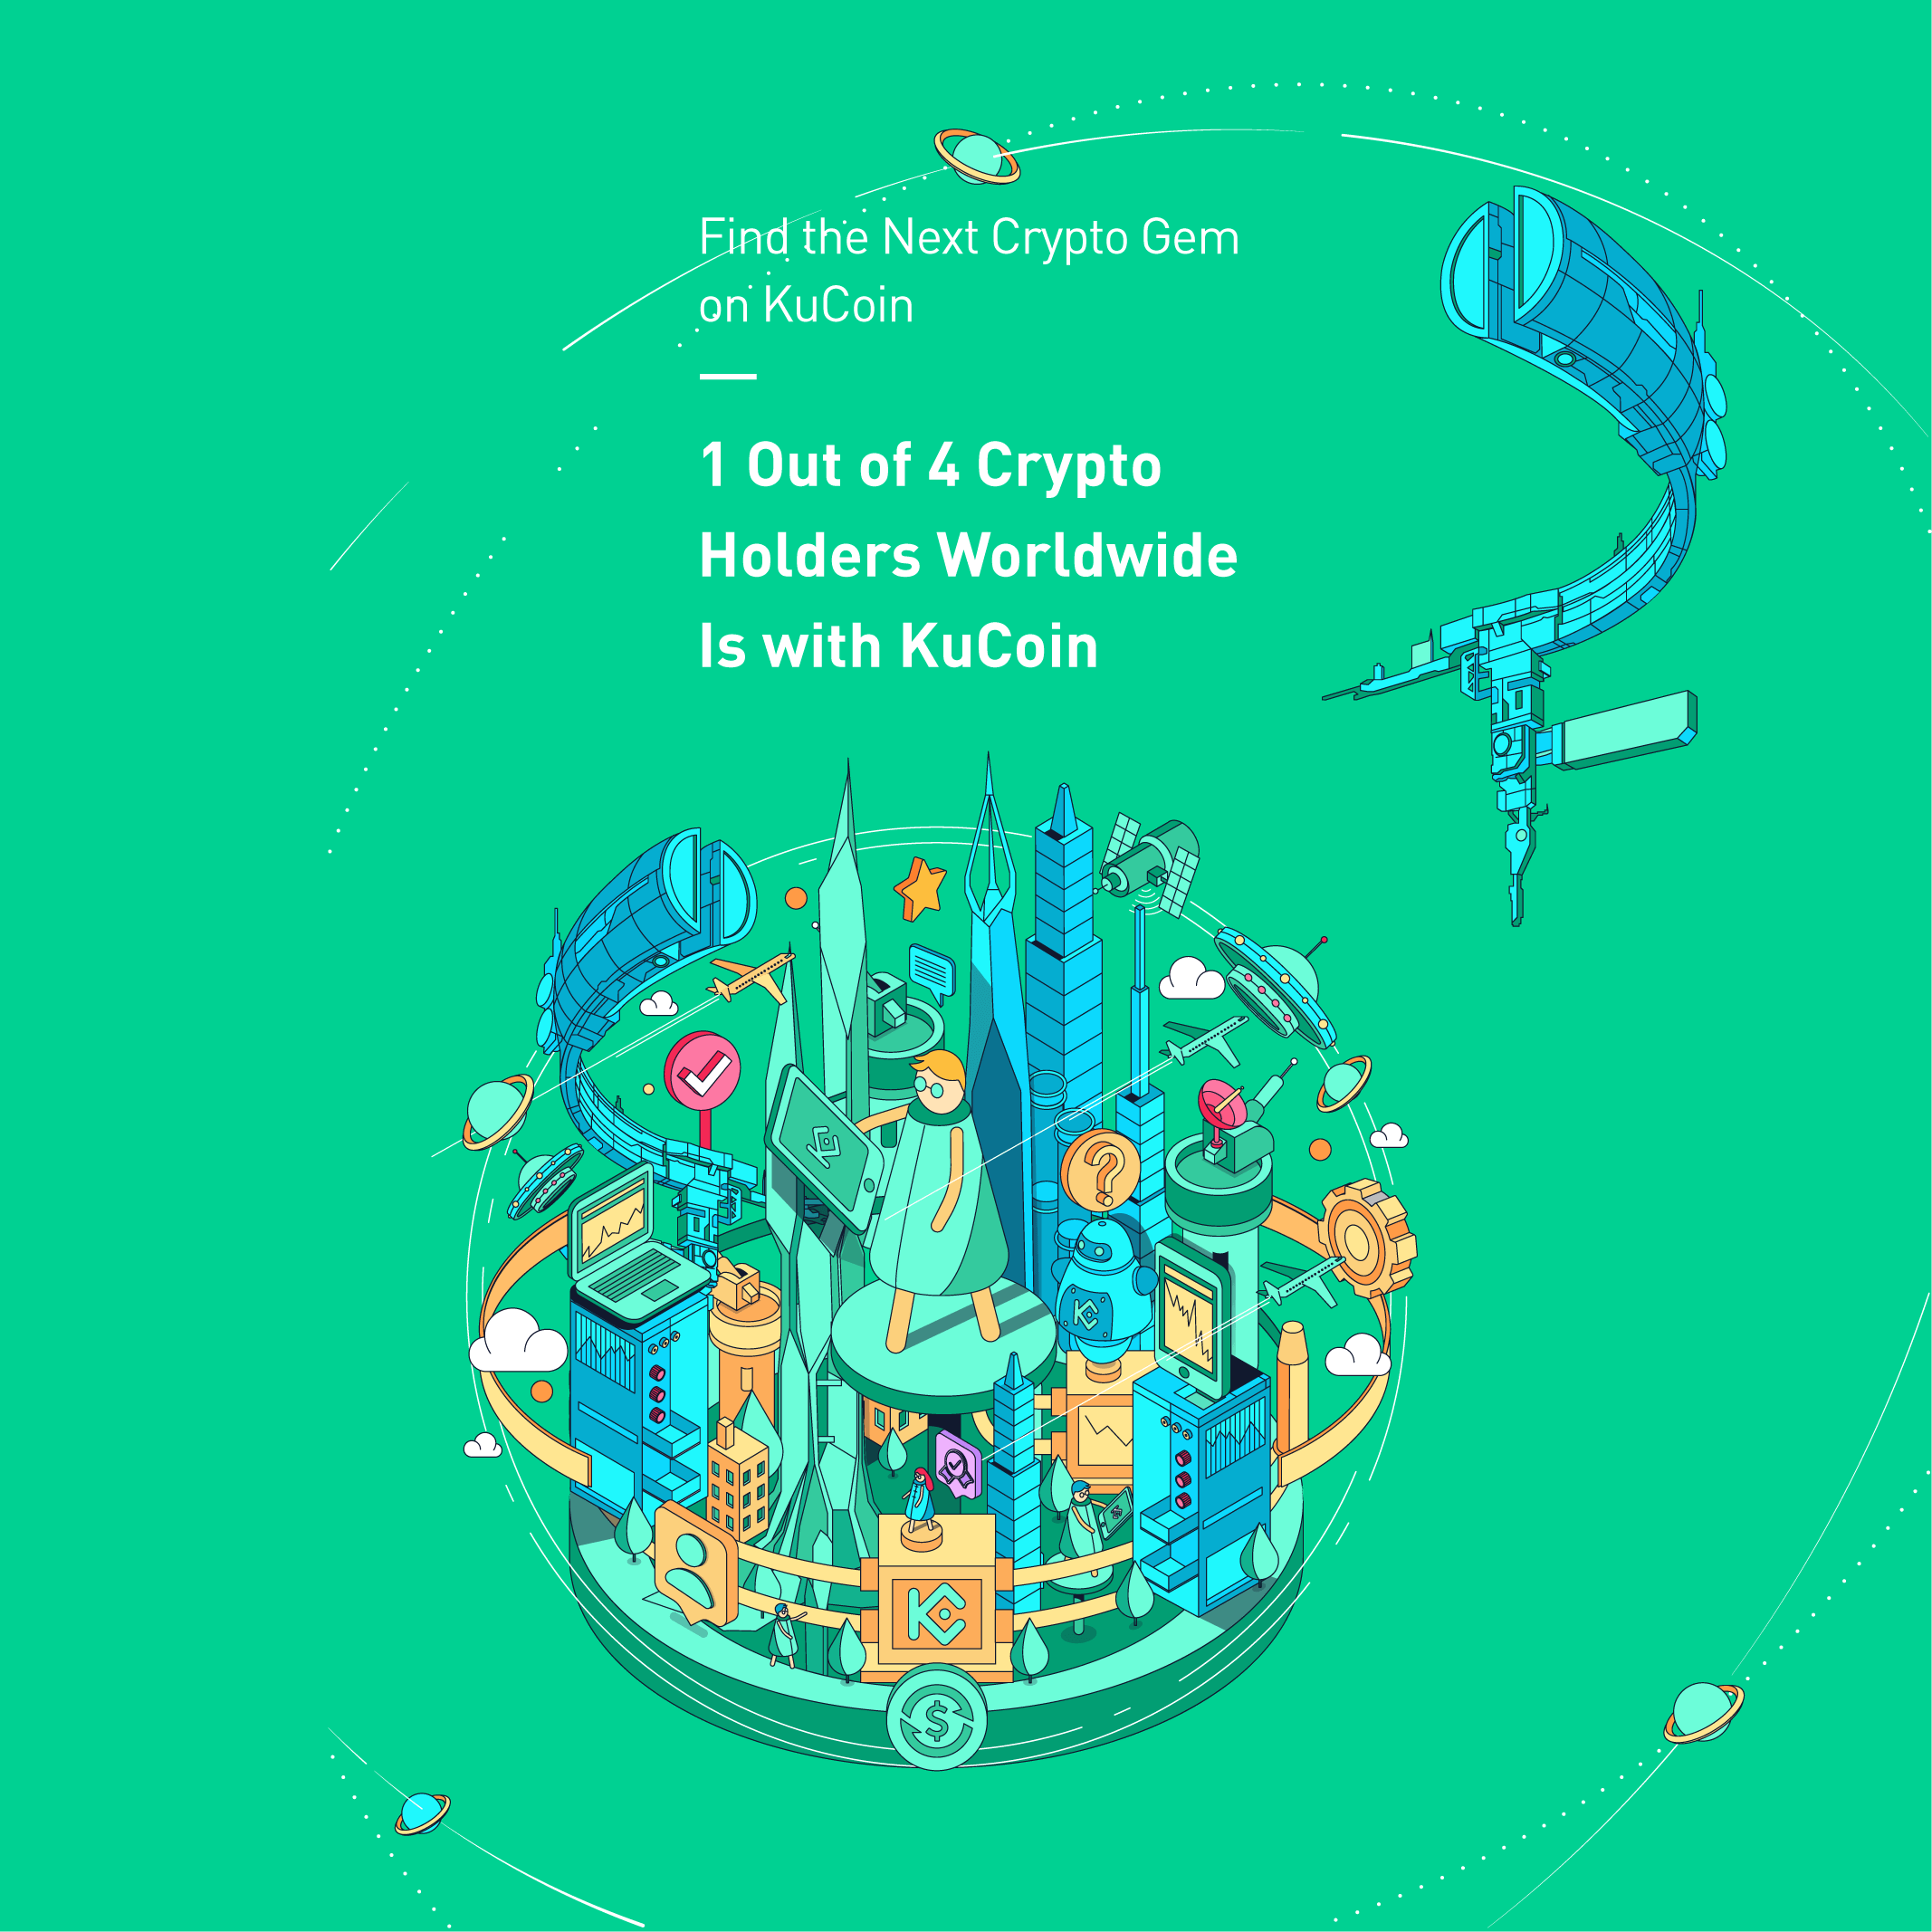 Find the Next Crypto Gem
on KuCoin
1 Out of 4 Crypto
Holders Worldwide
Is with KuCoin
?
$